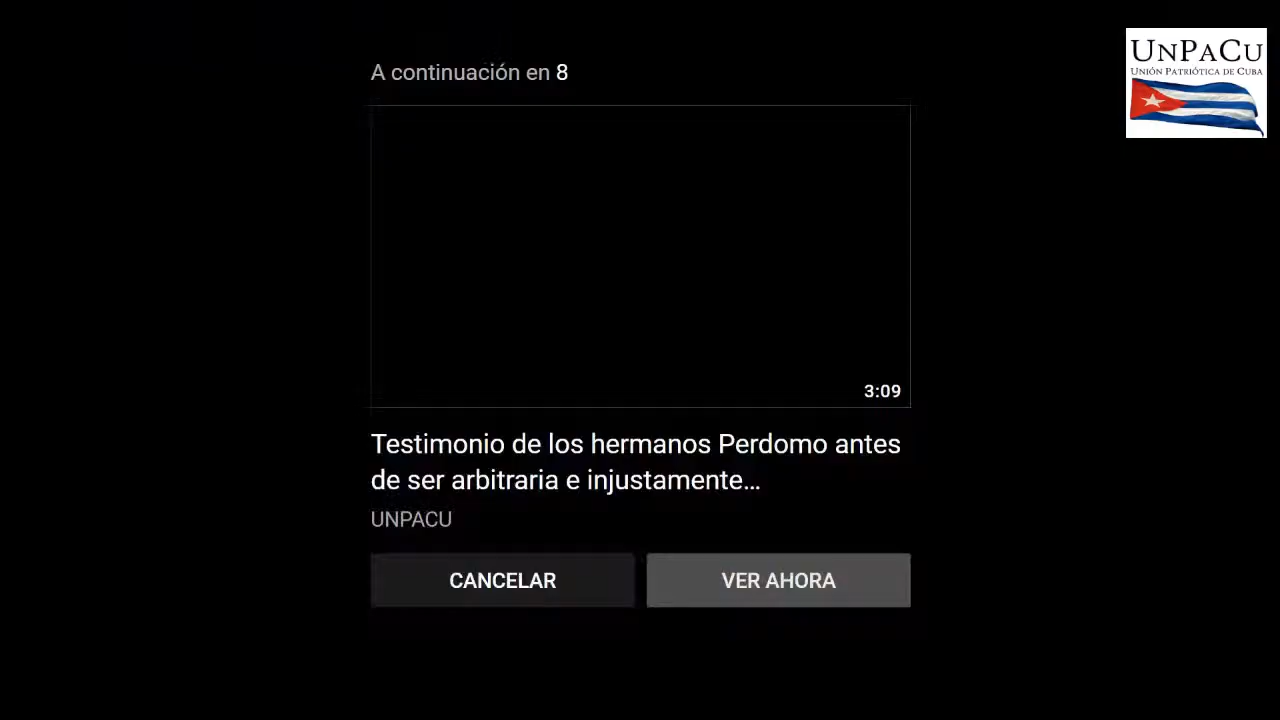 A continuación en 8
UNPACU
UNIÓN PATRIÓTICA DE CUBA
3:09
Testimonio de los hermanos Perdomo antes
de ser arbitraria e injustamente...
UNPACU
CANCELAR
VER AHORA